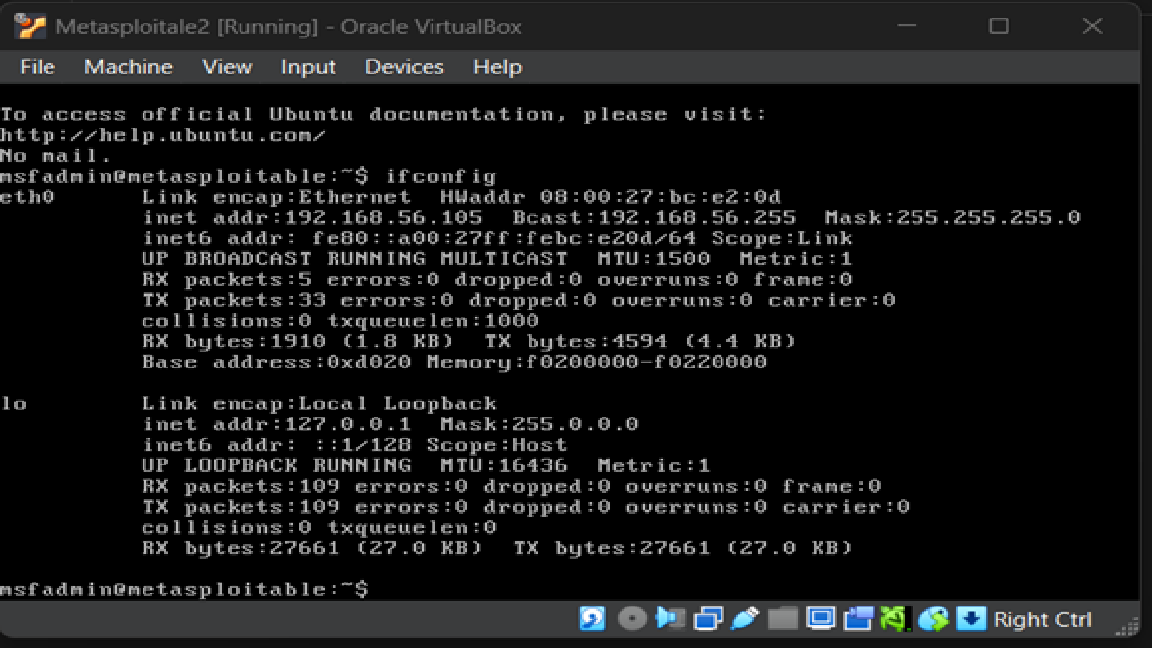 Metasploitale2 [Running] - Oracle VirtualBox
File Machine View Input Devices Help
To access official Ubuntu documentation, please visit:
http://help.ubuntu.com/
No mail.
msfadmin@metasploitable:~$ ifconfig
eth0 Link encap:Ethernet HWaddr 08:00:27:bc:e2:0d
inet addr:192.168.56.105 Bcast:192.168.56.255 Mask:255.255.255.0
inet6 addr: fe80::a00:27ff:febc:e20d/64 Scope:Link
UP BROADCAST RUNNING MULTICAST MTU:1500 Metric:1
RX packets:5 errors:0 dropped:0 overruns:0 frame:0
TX packets:33 errors:0 dropped:0 overruns:0 carrier:0
collisions:0 txqueuelen:1000
RX bytes:1910 (1.8 KB) TX bytes:4594 (4.4 KB)
Base address:0xd020 Memory:f0200000-f0220000
lo Link encap:Local Loopback
inet addr:127.0.0.1 Mask:255.0.0.0
inet6 addr: ::1/128 Scope:Host
UP LOOPBACK RUNNING MTU:16436 Metric:1
RX packets:109 errors:0 dropped:0 overruns:0 frame:0
TX packets:109 errors:0 dropped:0 overruns:0 carrier:0
collisions:0 txqueuelen:0
RX bytes:27661 (27.0 KB) TX bytes:27661 (27.0 KB)
msfadmin@metasploitable:~$
Right Ctrl